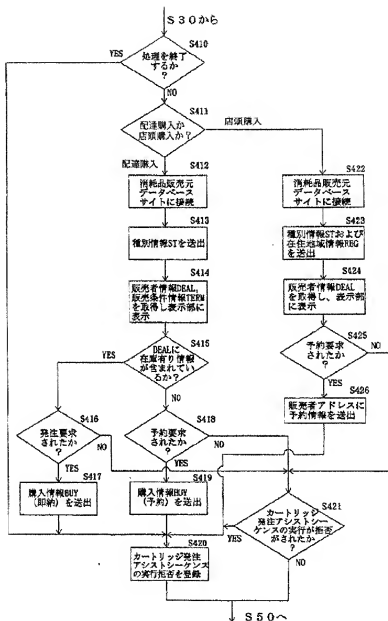 S30から
S410
YES
処理を終了
するか
?
NO
S411
配達購入か
店頭購入か?
店頭購入
配達購入
S412
消耗品販売元
データベース
サイトに接続
S422
消耗品販売元
データベース
サイトに接続
S413
種別情報STを送出
S423
種別情報STおよび
在住地域情報REG
を送出
S414
販売者情報DEAL,
販売条件情報TERM
を取得し表示部に
表示
S424
販売者情報DEAL
を取得し、表示部
に表示
S415
YES
DEALに
在庫有り情報
が含まれてい
るか?
NO
S425
予約要求
されたか
?
NO
YES
S426
販売者アドレスに
予約情報を送出
S416
発注要求
されたか
?
NO
YES
S418
予約要求
されたか
?
NO
YES
S417
購入情報BUY
(即納)を送出
S419
購入情報BUY
(予約)を送出
S421
カートリッジ
発注アシストシーケ
ンスの実行が拒否
がされたか
?
YES
NO
S420
カートリッジ発注
アシストシーケンス
の実行拒否を登録
S50へ